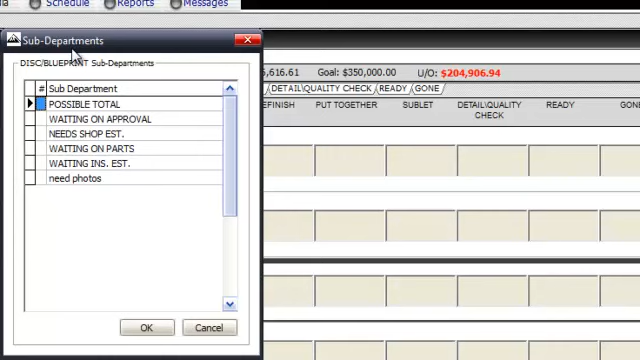 Schedule Reports Messages
Sub-Departments
DISC/BLUEPRINT Sub-Departments
# Sub Department
POSSIBLE TOTAL
WAITING ON APPROVAL
NEEDS SHOP EST.
WAITING ON PARTS
WAITING INS. EST.
need photos
OK Cancel
,616.61 Goal: $350,000.00 U/O: $204,906.94
DETAIL\QUALITY CHECK READY GONE
EFINISH PUT TOGETHER SUBLET DETAIL\QUALITY CHECK READY GONE